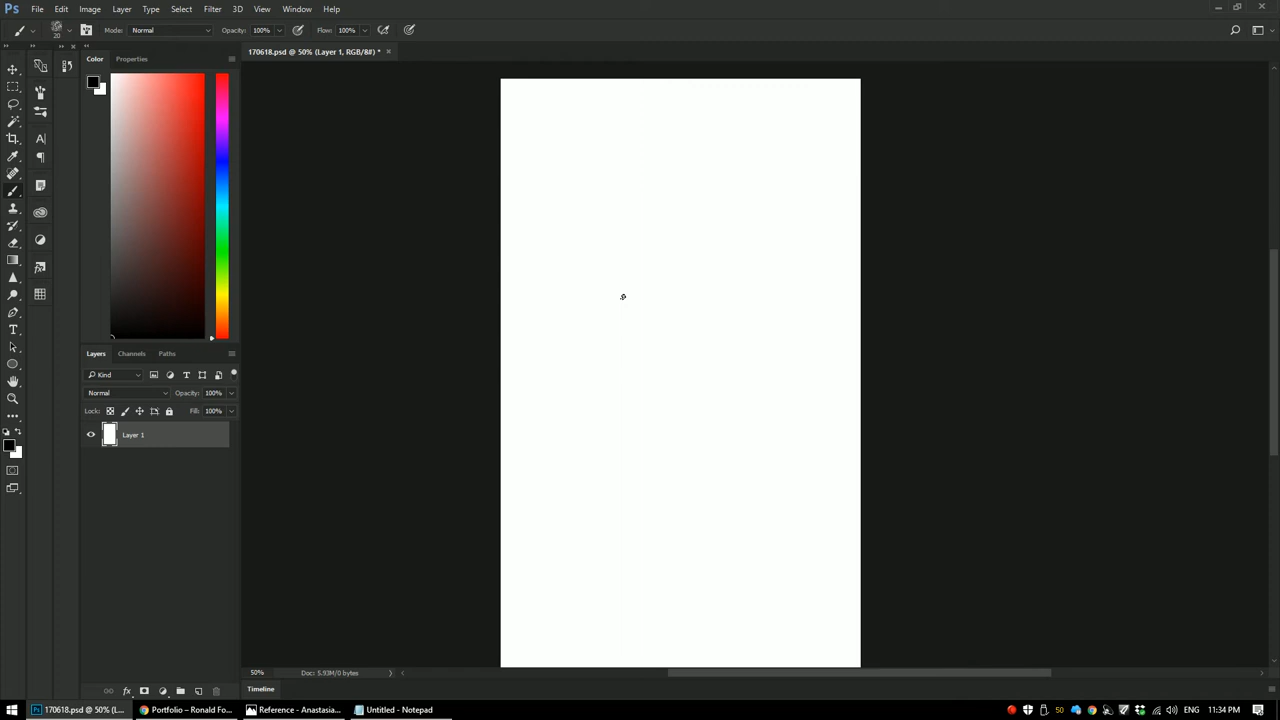 Ps File Edit Image Layer Type Select Filter 3D View Window Help
20 Mode: Normal Opacity: 100% Flow: 100%
170618.psd @ 50% (Layer 1, RGB/8#) * ×
Color Properties
Layers Channels Paths
Kind
Normal Opacity: 100%
Lock: Fill: 100%
Layer 1
50% Doc: 5.93M/0 bytes
Timeline
170618.psd @ 50% (L... Portfolio – Ronald Fo... Reference - Anastasia... Untitled - Notepad 50 ENG 11:34 PM